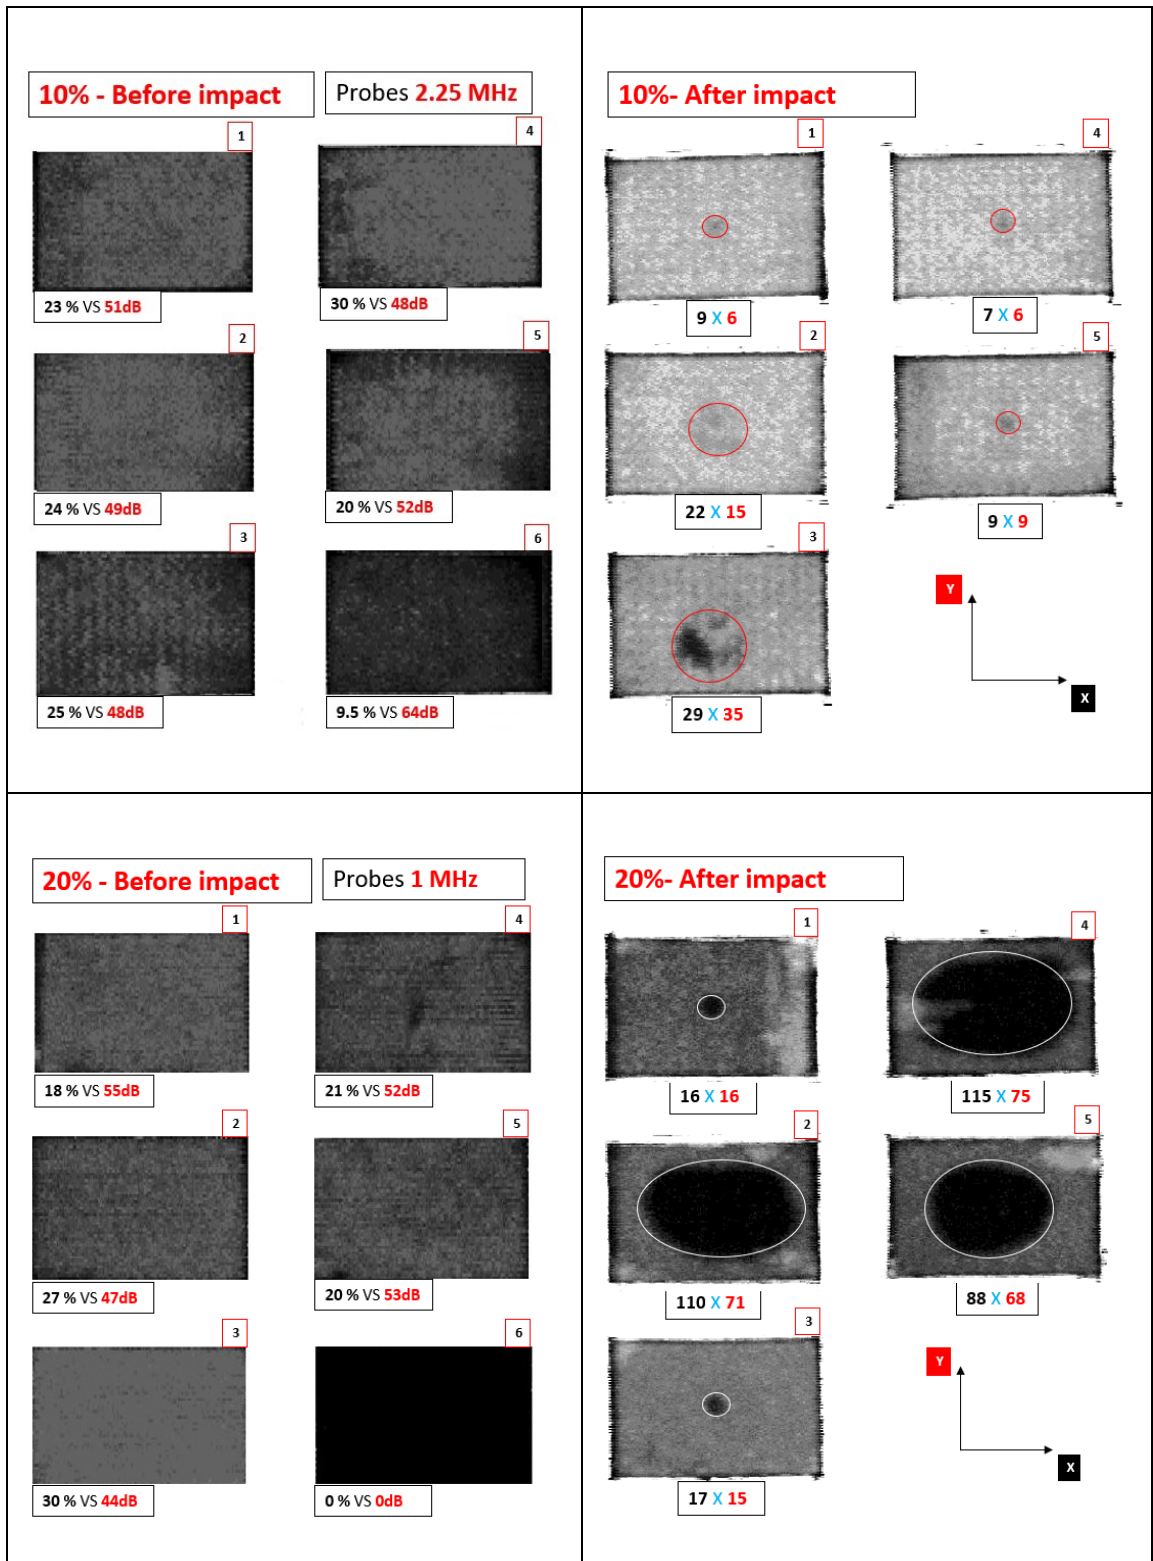 10% - Before impact
Probes 2.25 MHz
1
4
23 % VS 51dB
30 % VS 48dB
2
5
24 % VS 49dB
20 % VS 52dB
3
6
25 % VS 48dB
9.5 % VS 64dB
10%- After impact
1
4
9 X 6
7 X 6
2
5
22 X 15
9 X 9
3
Y
X
29 X 35
20% - Before impact
Probes 1 MHz
1
4
18 % VS 55dB
21 % VS 52dB
2
5
27 % VS 47dB
20 % VS 53dB
3
6
30 % VS 44dB
0 % VS 0dB
20%- After impact
1
4
16 X 16
115 X 75
2
5
110 X 71
88 X 68
3
Y
X
17 X 15